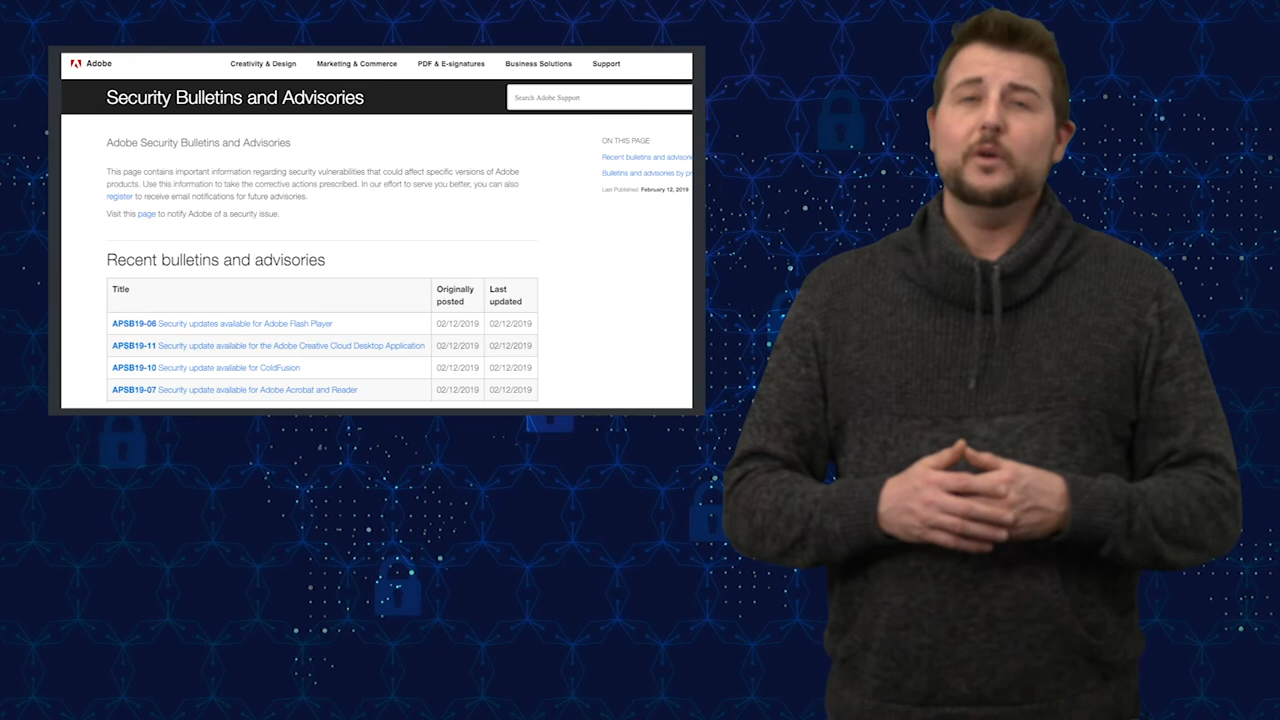 Adobe
Creativity & Design
Marketing & Commerce
PDF & E-signatures
Business Solutions
Support
Security Bulletins and Advisories
Search Adobe Support
Adobe Security Bulletins and Advisories
This page contains important information regarding security vulnerabilities that could affect specific versions of Adobe
products. Use this information to take the corrective actions prescribed. In our effort to serve you better, you can also
register to receive email notifications for future advisories.
Visit this page to notify Adobe of a security issue.
ON THIS PAGE
Recent bulletins and
Bulletins and advisories by
Last Published: February 12, 2019
Recent bulletins and advisories
Title
Originally
posted
Last
updated
APSB19-06 Security updates available for Adobe Flash Player 02/12/2019 02/12/2019
APSB19-11 Security update available for the Adobe Creative Cloud Desktop Application 02/12/2019 02/12/2019
APSB19-10 Security update available for ColdFusion 02/12/2019 02/12/2019
APSB19-07 Security update available for Adobe Acrobat and Reader 02/12/2019 02/12/2019